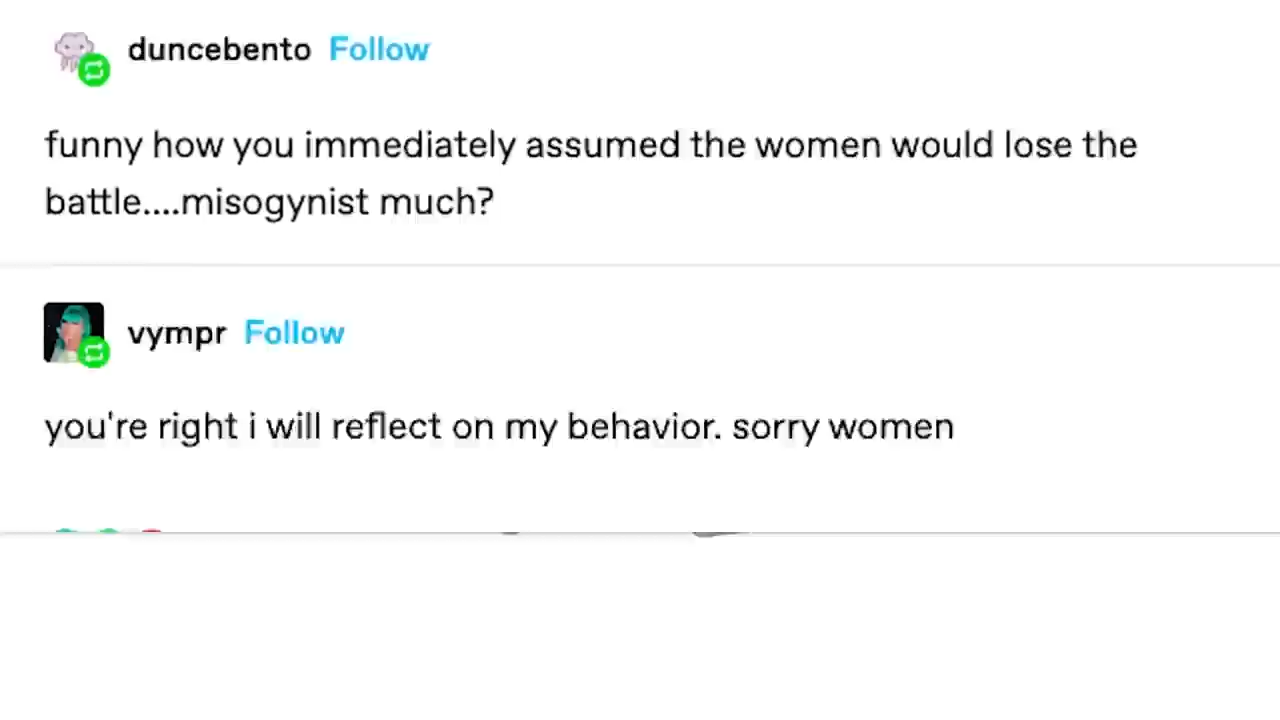 duncebento Follow
funny how you immediately assumed the women would lose the
battle....misogynist much?
vympr Follow
you're right i will reflect on my behavior. sorry women